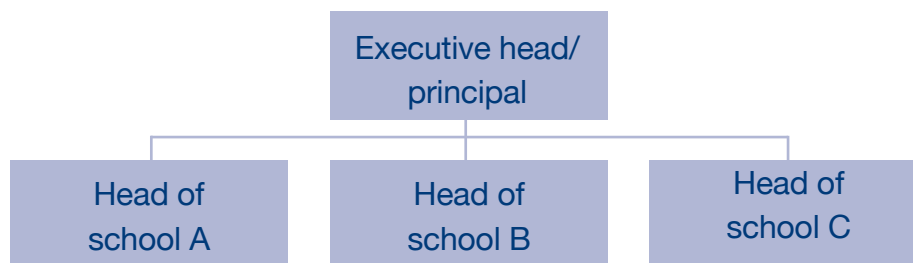 Executive head/
principal
Head of
school A
Head of
school B
Head of
school C